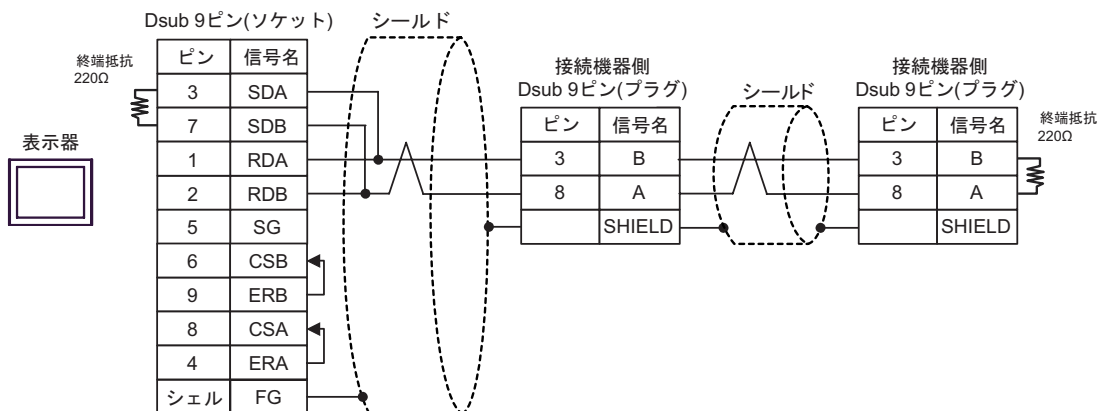 Dsub 9ピン(ソケット)
シールド
終端抵抗
220Ω
表示器
ピン 信号名
3 SDA
7 SDB
1 RDA
2 RDB
5 SG
6 CSB
9 ERB
8 CSA
4 ERA
シェル FG
接続機器側
Dsub 9ピン(プラグ)
ピン 信号名
3 B
8 A
SHIELD
シールド
接続機器側
Dsub 9ピン(プラグ)
ピン 信号名
3 B
8 A
SHIELD
終端抵抗
220Ω